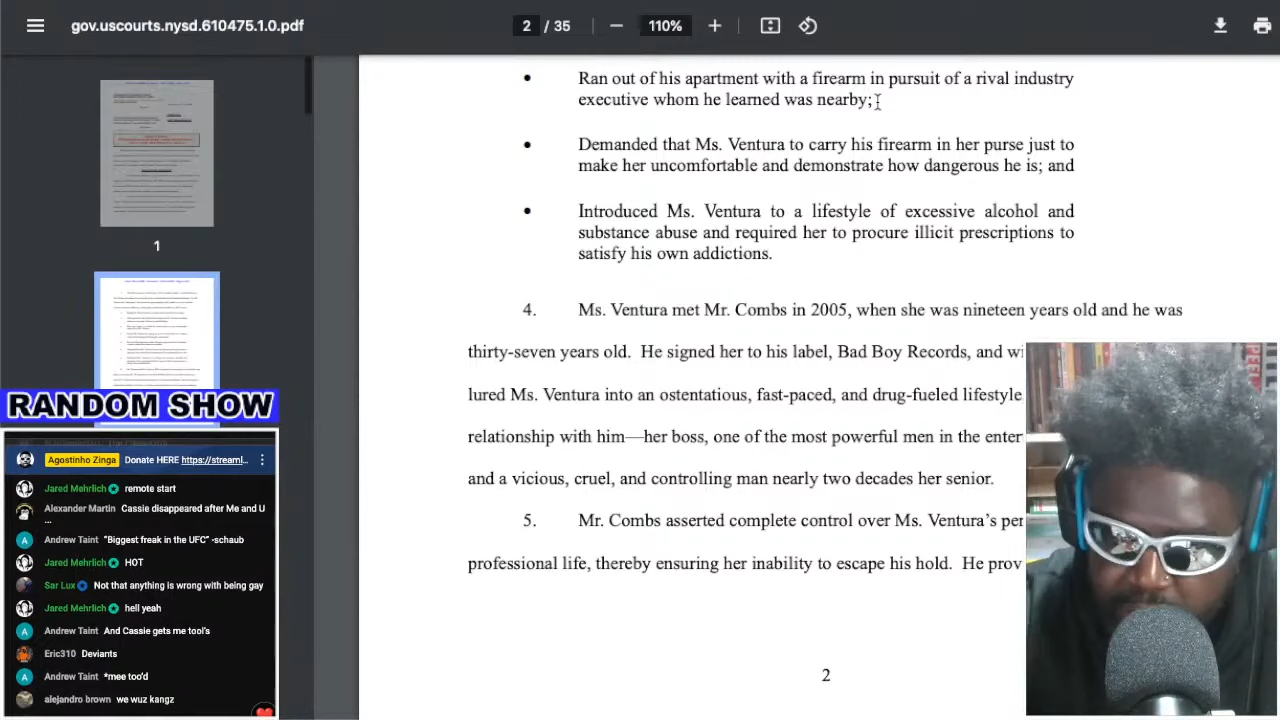 gov.uscourts.nysd.610475.1.0.pdf
2 / 35
110%
1
• Ran out of his apartment with a firearm in pursuit of a rival industry
executive whom he learned was nearby;
• Demanded that Ms. Ventura to carry his firearm in her purse just to
make her uncomfortable and demonstrate how dangerous he is; and
• Introduced Ms. Ventura to a lifestyle of excessive alcohol and
substance abuse and required her to procure illicit prescriptions to
satisfy his own addictions.
4. Ms. Ventura met Mr. Combs in 2005, when she was nineteen years old and he was
thirty-seven years old. He signed her to his label, Bad Boy Records, and wi
lured Ms. Ventura into an ostentatious, fast-paced, and drug-fueled lifestyle
relationship with him—her boss, one of the most powerful men in the enter
and a vicious, cruel, and controlling man nearly two decades her senior.
5. Mr. Combs asserted complete control over Ms. Ventura's per
professional life, thereby ensuring her inability to escape his hold. He prov
2
RANDOM SHOW
Agostinho Zinga Donate HERE https://streaml...
Jared Mehrlich remote start
Alexander Martin Cassie disappeared after Me and U
...
Andrew Taint "Biggest freak in the UFC" -schaub
Jared Mehrlich HOT
Sar Lux Not that anything is wrong with being gay
Jared Mehrlich hell yeah
Andrew Taint And Cassie gets me tool's
Eric310 Deviants
Andrew Taint *mee too'd
alejandro brown we wuz kangz